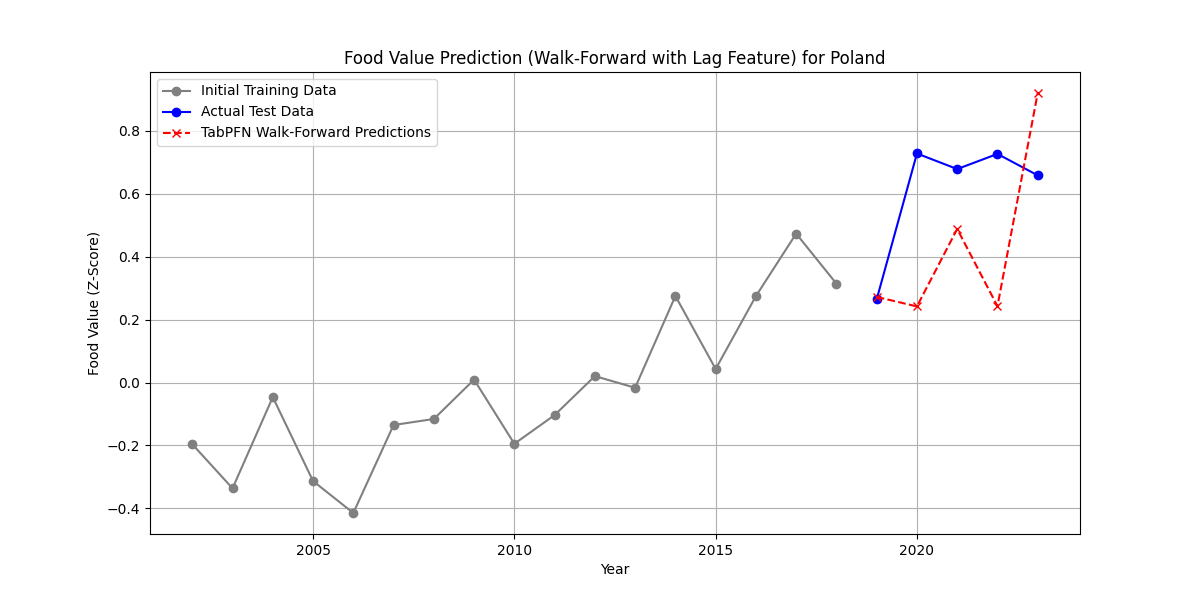 Food Value Prediction (Walk-Forward with Lag Feature) for Poland
Initial Training Data
Actual Test Data
TabPFN Walk-Forward Predictions
Food Value (Z-Score)
0.8
0.6
0.4
0.2
0.0
−0.2
−0.4
2005 2010 2015 2020
Year